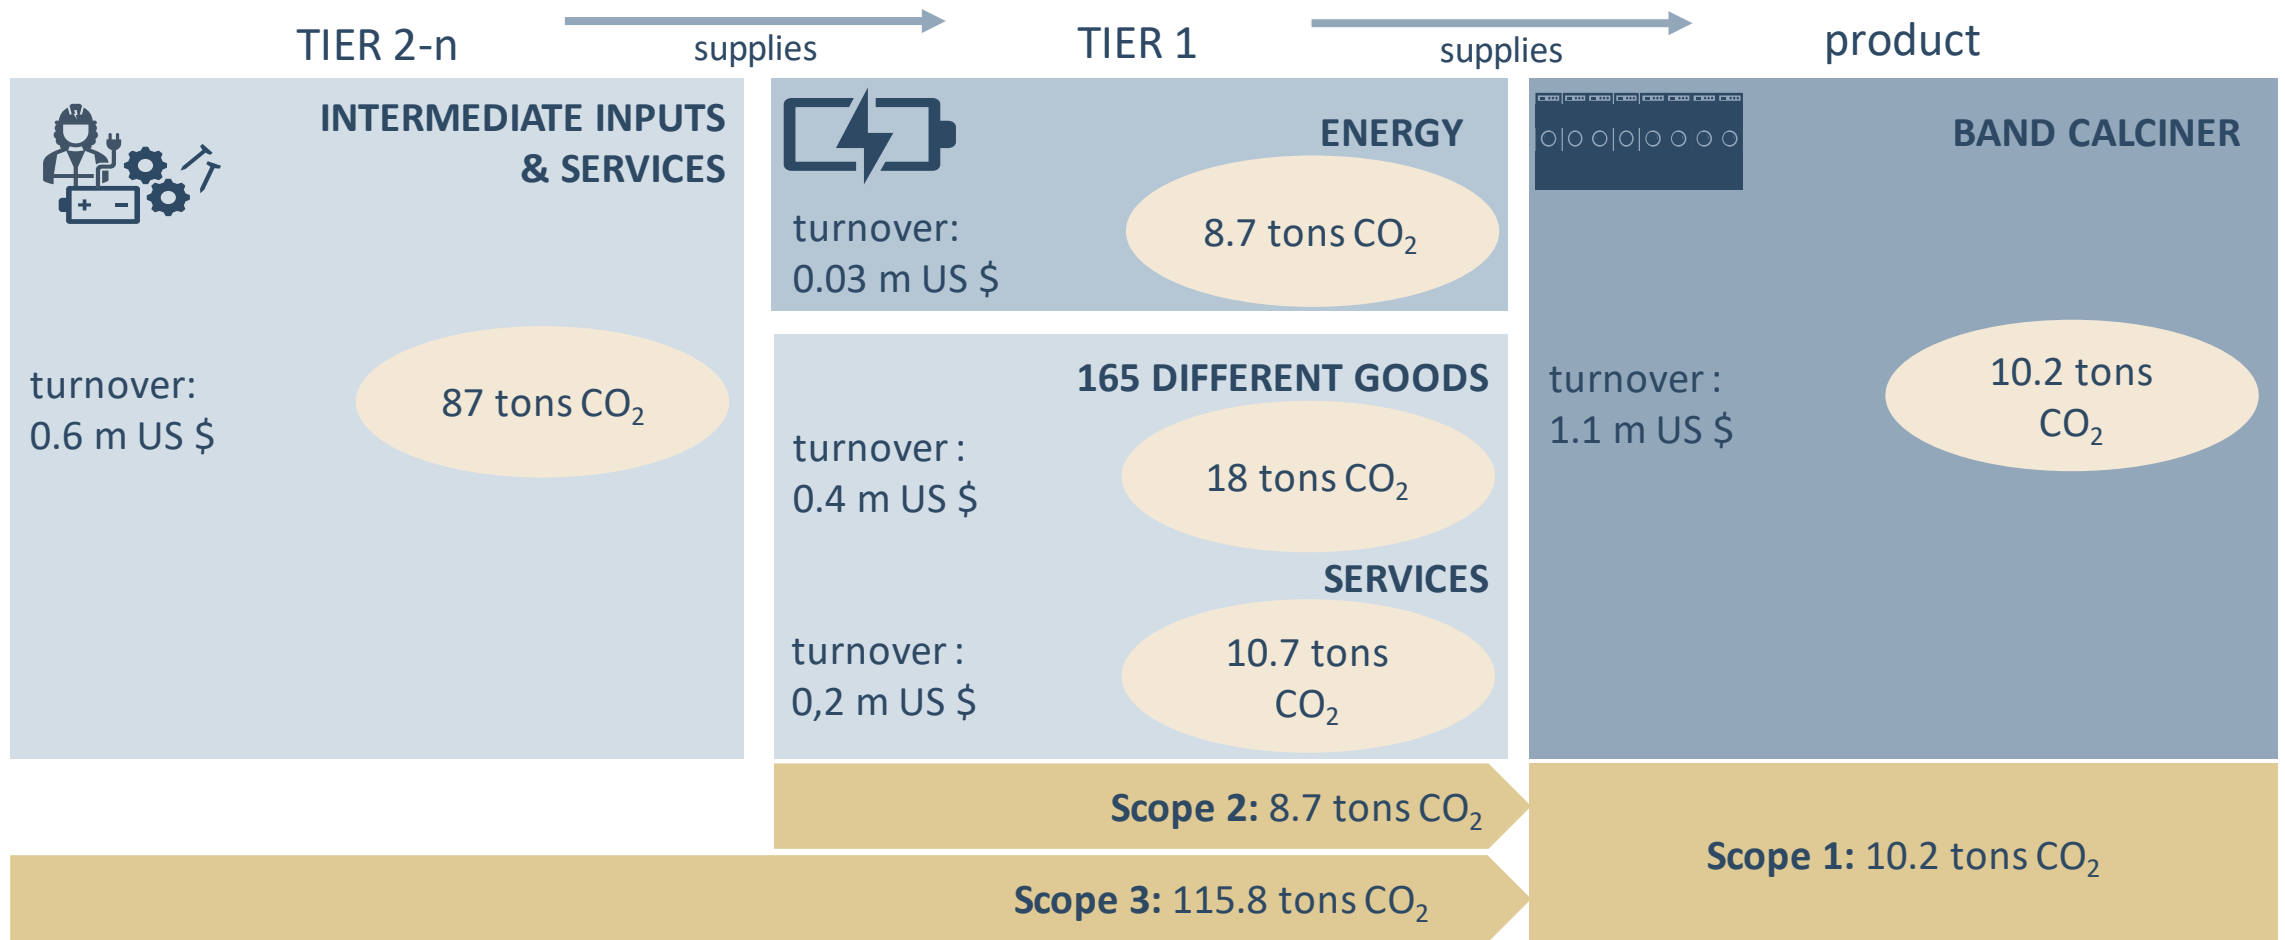 TIER 2-n
supplies
TIER 1
supplies
product
INTERMEDIATE INPUTS
& SERVICES
turnover:
0.6 m US $
87 tons CO₂
ENERGY
turnover:
0.03 m US $
8.7 tons CO₂
165 DIFFERENT GOODS
turnover :
0.4 m US $
18 tons CO₂
SERVICES
turnover :
0,2 m US $
10.7 tons
CO₂
BAND CALCINER
turnover :
1.1 m US $
10.2 tons
CO₂
Scope 2: 8.7 tons CO₂
Scope 3: 115.8 tons CO₂
Scope 1: 10.2 tons CO₂